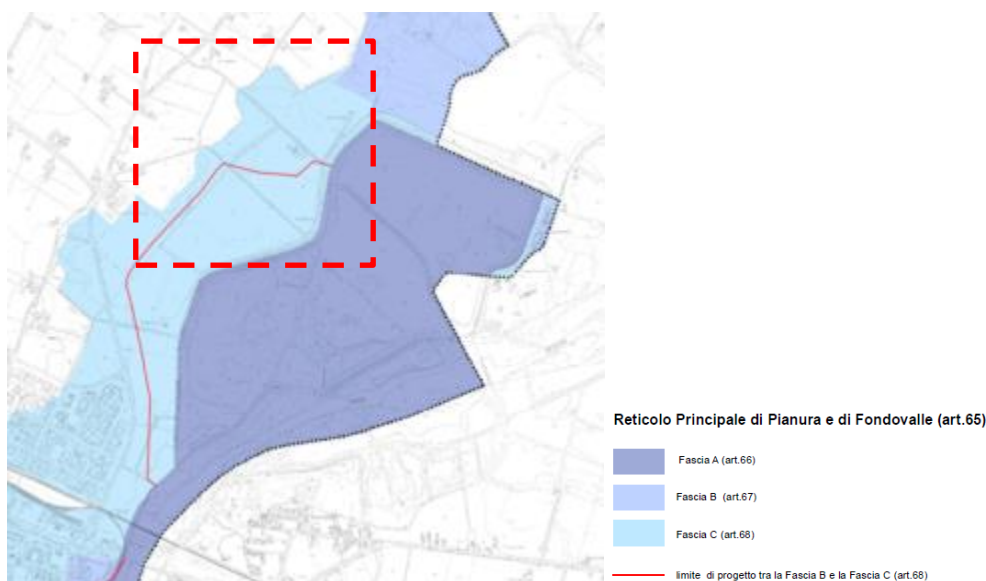 Reticolo Principale di Pianura e di Fondovalle (art.65)
Fascia A (art.66)
Fascia B (art.67)
Fascia C (art.68)
limite di progetto tra la Fascia B e la Fascia C (art.68)